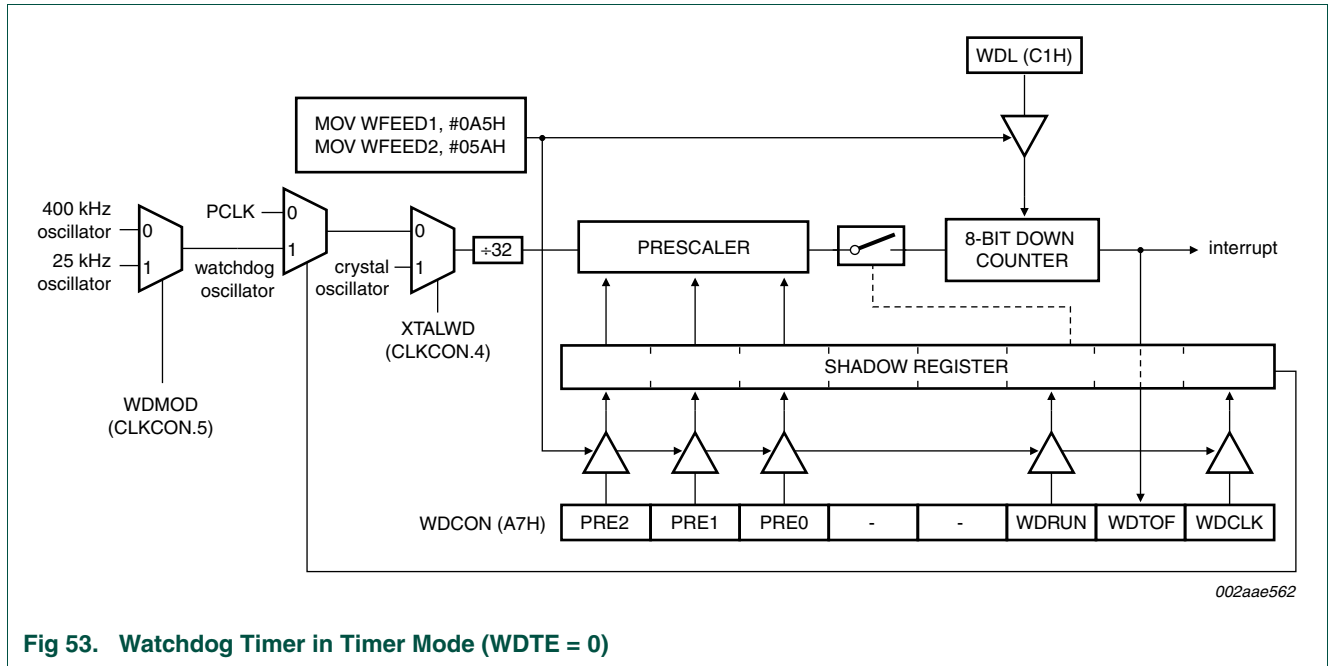 WDL (C1H)
MOV WFEED1, #0A5H
MOV WFEED2, #05AH
400 kHz
oscillator
0
25 kHz
oscillator
1
watchdog
oscillator
PCLK
0
1
crystal
oscillator
0
1
÷32
PRESCALER
8-BIT DOWN
COUNTER
interrupt
XTALWD
(CLKCON.4)
WDMOD
(CLKCON.5)
SHADOW REGISTER
WDCON (A7H)
PRE2
PRE1
PRE0
-
-
WDRUN
WDTOF
WDCLK
002aae562
Fig 53. Watchdog Timer in Timer Mode (WDTE = 0)